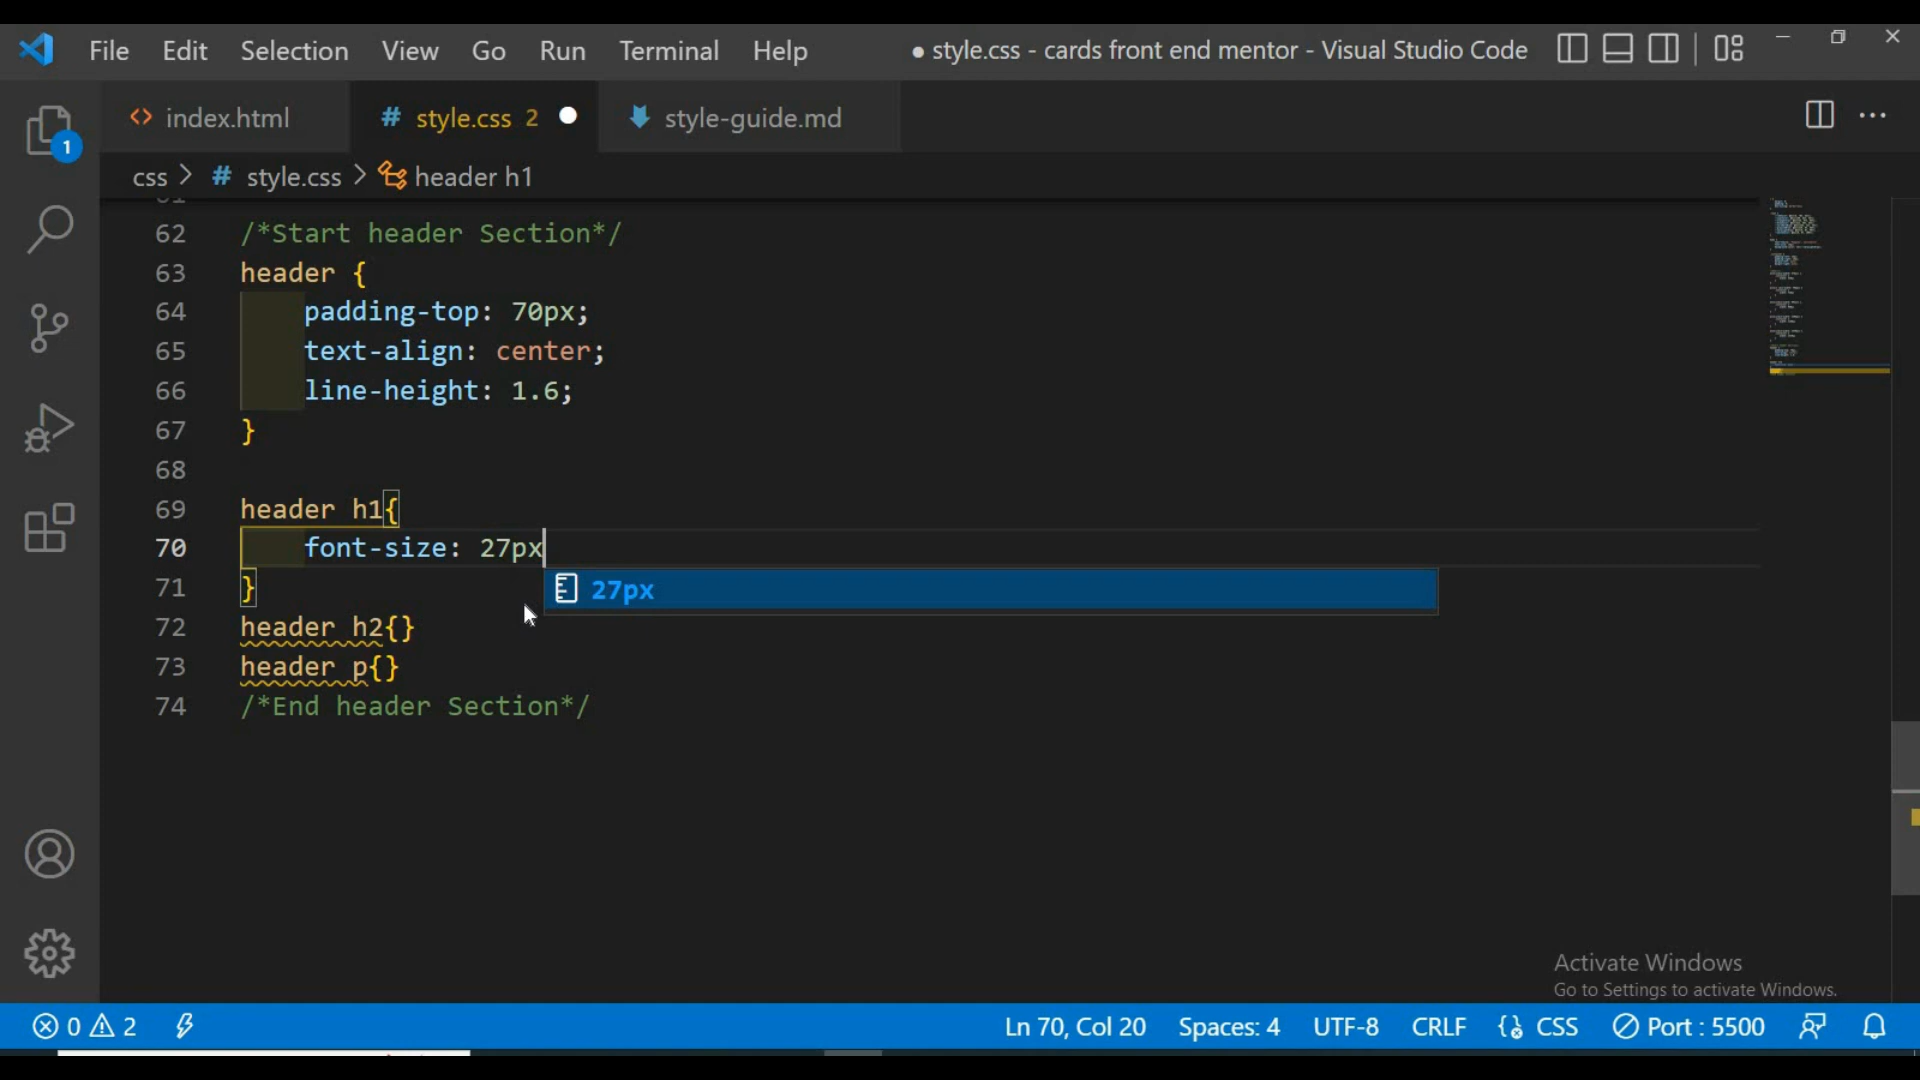 File Edit Selection View Go Run Terminal Help ● style.css - cards front end mentor - Visual Studio Code
<> index.html # style.css 2 ● style-guide.md
css > # style.css > header h1
1
62 /*Start header Section*/
63 header {
64 padding-top: 70px;
65 text-align: center;
66 line-height: 1.6;
67 }
68
69 header h1{
70 font-size: 27px
71 }
27px
72 header h2{}
73 header p{}
74 /*End header Section*/
Activate Windows
Go to Settings to activate Windows.
0 2 Ln 70, Col 20 Spaces: 4 UTF-8 CRLF CSS Port : 5500